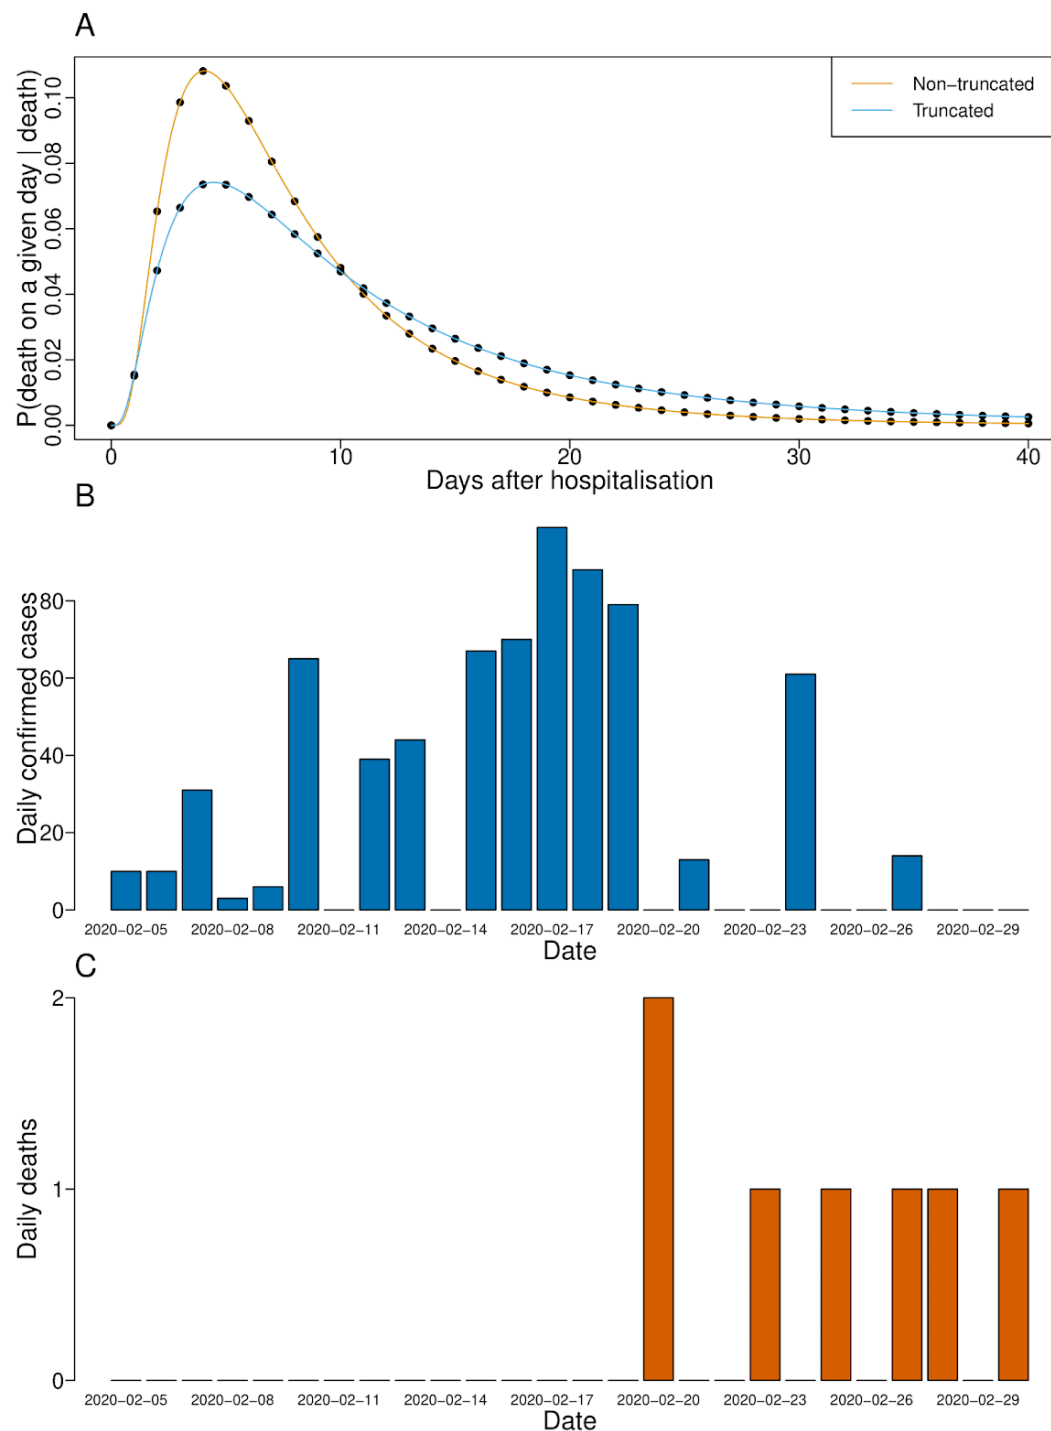 A
P(death on a given day | death)
0.00 0.02 0.04 0.06 0.08 0.10
Non−truncated
Truncated
0 10 20 30 40
Days after hospitalisation
B
Daily confirmed cases
80
60
40
20
0
2020−02−05 2020−02−08 2020−02−11 2020−02−14 2020−02−17 2020−02−20 2020−02−23 2020−02−26 2020−02−29
Date
C
Daily deaths
2
1
0
2020−02−05 2020−02−08 2020−02−11 2020−02−14 2020−02−17 2020−02−20 2020−02−23 2020−02−26 2020−02−29
Date